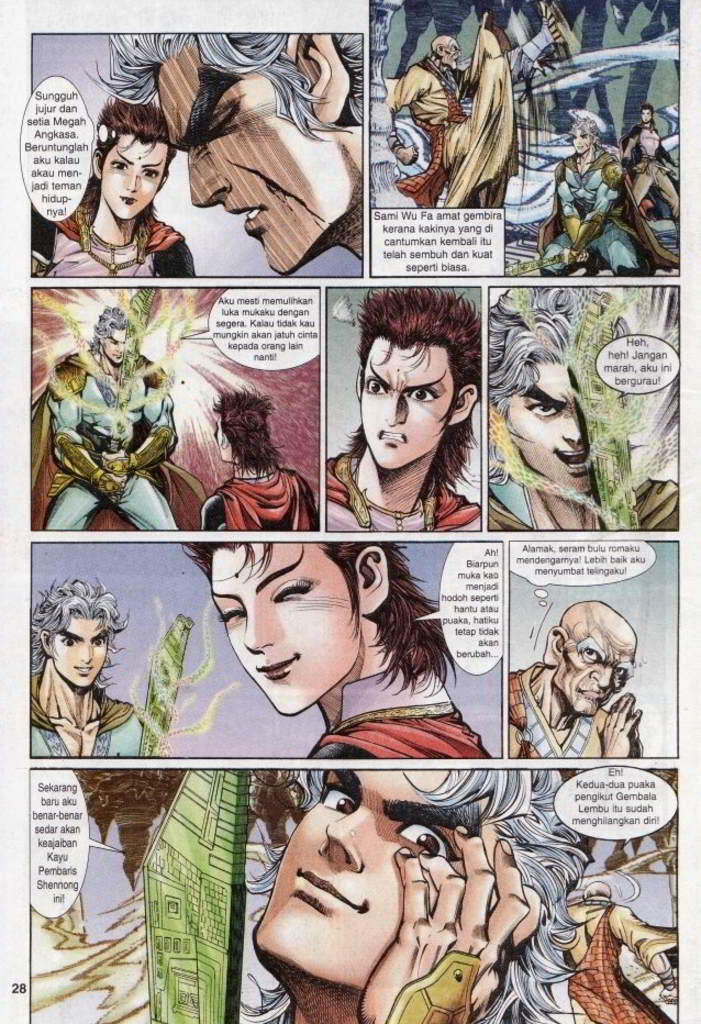 Sungguh
jujur dan
setia Megah
Angkasa.
Beruntunglah
aku kalau
akau men-
jadi teman
hidup-
nya!
Sami Wu Fa amat gembira
kerana kakinya yang di
cantumkan kembali itu
telah sembuh dan kuat
seperti biasa.
Aku mesti memulihkan
luka mukaku dengan
segera. Kalau tidak kau
mungkin akan jatuh cinta
kepada orang lain
nanti!
Heh,
heh! Jangan
marah, aku ini
bergurau!
Ah!
Biarpun
muka kau
menjadi
hodoh seperti
hantu atau
puaka, hatiku
tetap tidak
akan
berubah...
Alamak, seram bulu romaku
mendengarnya! Lebih baik aku
menyumbat telingaku!
Sekarang
baru aku
benar-benar
sedar akan
keajaiban
Kayu
Shennong
ini!
Eh!
Kedua-dua puaka
pengikut Gembala
Lembu itu sudah
menghilangkan diri!
28